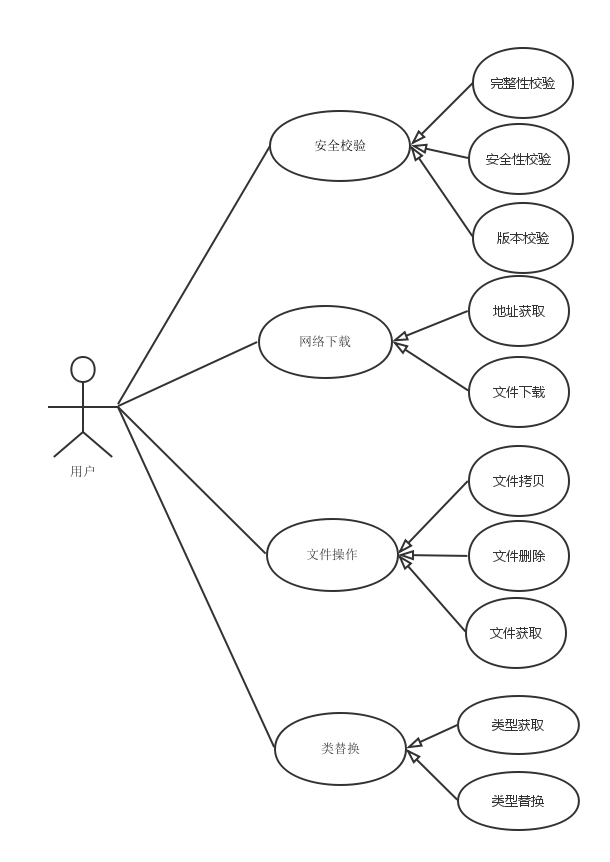 完整性校验
安全校验
安全性校验
版本校验
地址获取
网络下载
文件下载
用户
文件拷贝
文件操作
文件删除
文件获取
类型获取
类替换
类型替换